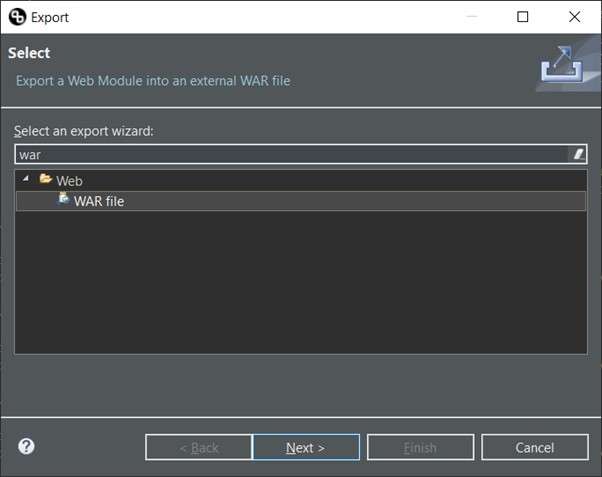 Export
Select
Export a Web Module into an external WAR file
Select an export wizard:
war
Web
WAR file
< Back
Next >
Finish
Cancel